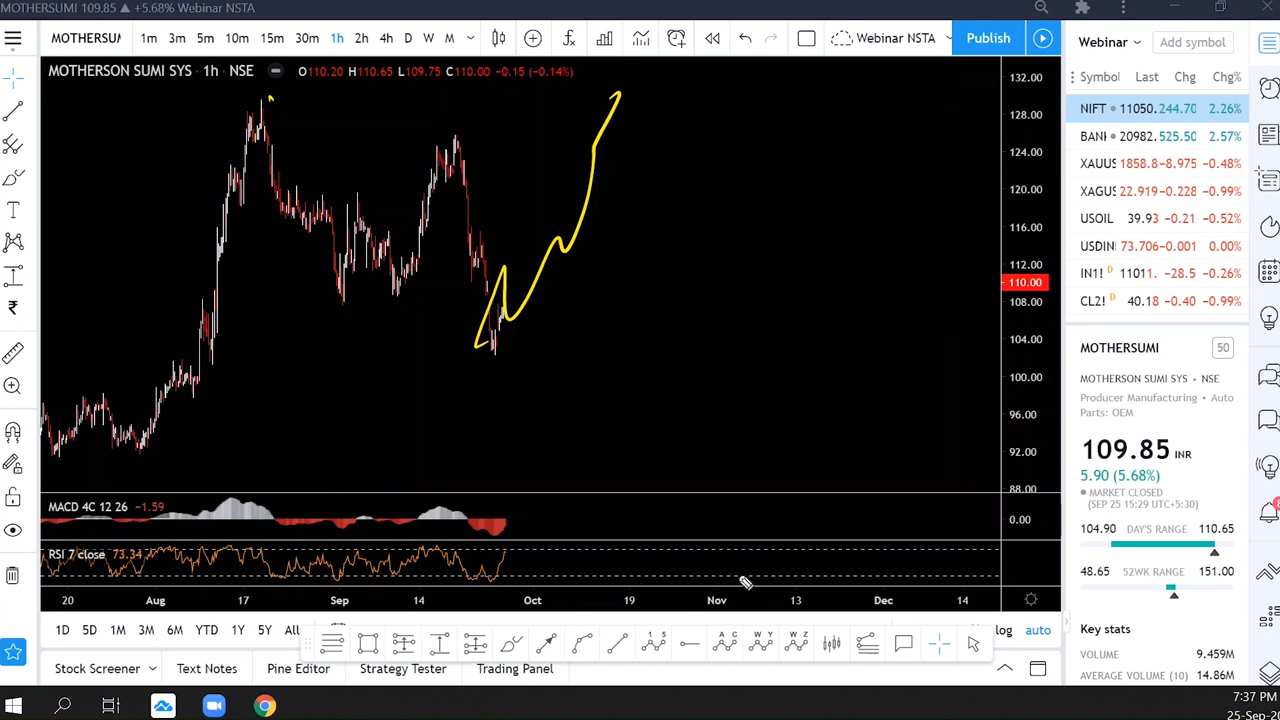 MOTHERSUMI 109.85 ▲ +5.68% Webinar NSTA
MOTHERSUM 1m 3m 5m 10m 15m 30m 1h 2h 4h D W M Webinar NSTA Publish
Webinar Add symbol
MOTHERSON SUMI SYS · 1h · NSE O110.20 H110.65 L109.75 C110.00 -0.15 (-0.14%)
Symbol Last Chg Chg%
NIFT 11050. 244.70 2.26%
BANI 20982. 525.50 2.57%
XAUUS 1858.8 -8.975 -0.48%
XAGUS 22.919 -0.228 -0.99%
USOIL 39.93 -0.21 -0.52%
USDIN 73.706 -0.001 0.00%
IN1! D 11011. -28.5 -0.26%
CL2! D 40.18 -0.40 -0.99%
132.00
128.00
124.00
120.00
116.00
112.00
110.00
108.00
104.00
100.00
96.00
92.00
88.00
MOTHERSUMI 50
MOTHERSON SUMI SYS • NSE
Producer Manufacturing • Auto
Parts: OEM
109.85 INR
5.90 (5.68%)
MARKET CLOSED
(SEP 25 15:29 UTC+5:30)
104.90 DAY'S RANGE 110.65
48.65 52WK RANGE 151.00
Key stats
VOLUME 9.459M
AVERAGE VOLUME (10) 14.86M
MACD 4C 12 26 -1.59
0.00
RSI 7 close 73.34
20 Aug 17 Sep 14 Oct 19 Nov 13 Dec 14
1D 5D 1M 3M 6M YTD 1Y 5Y All
log auto
1 5 A C W Y W Z
Stock Screener Text Notes Pine Editor Strategy Tester Trading Panel
7:37 PM